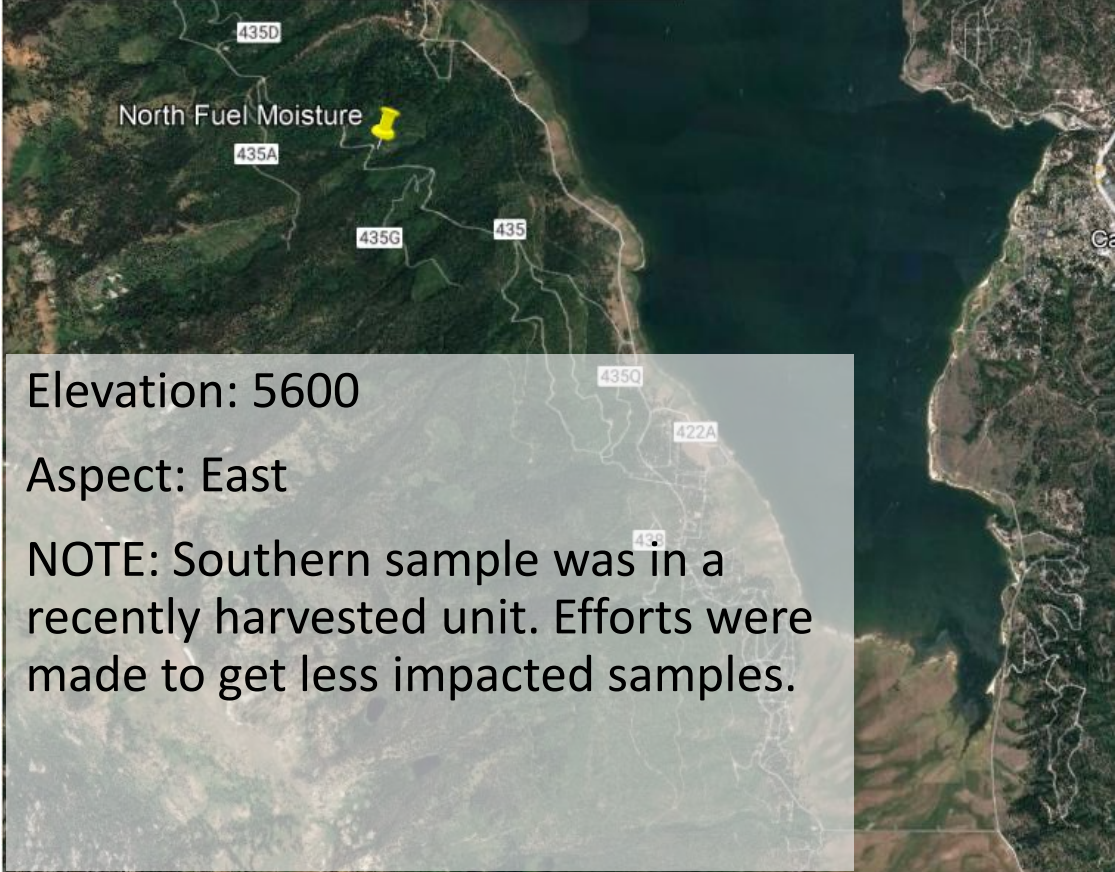 435D
North Fuel Moisture
435A
435G
435
435Q
422A
438
Elevation: 5600
Aspect: East
NOTE: Southern sample was in a
recently harvested unit. Efforts were
made to get less impacted samples.